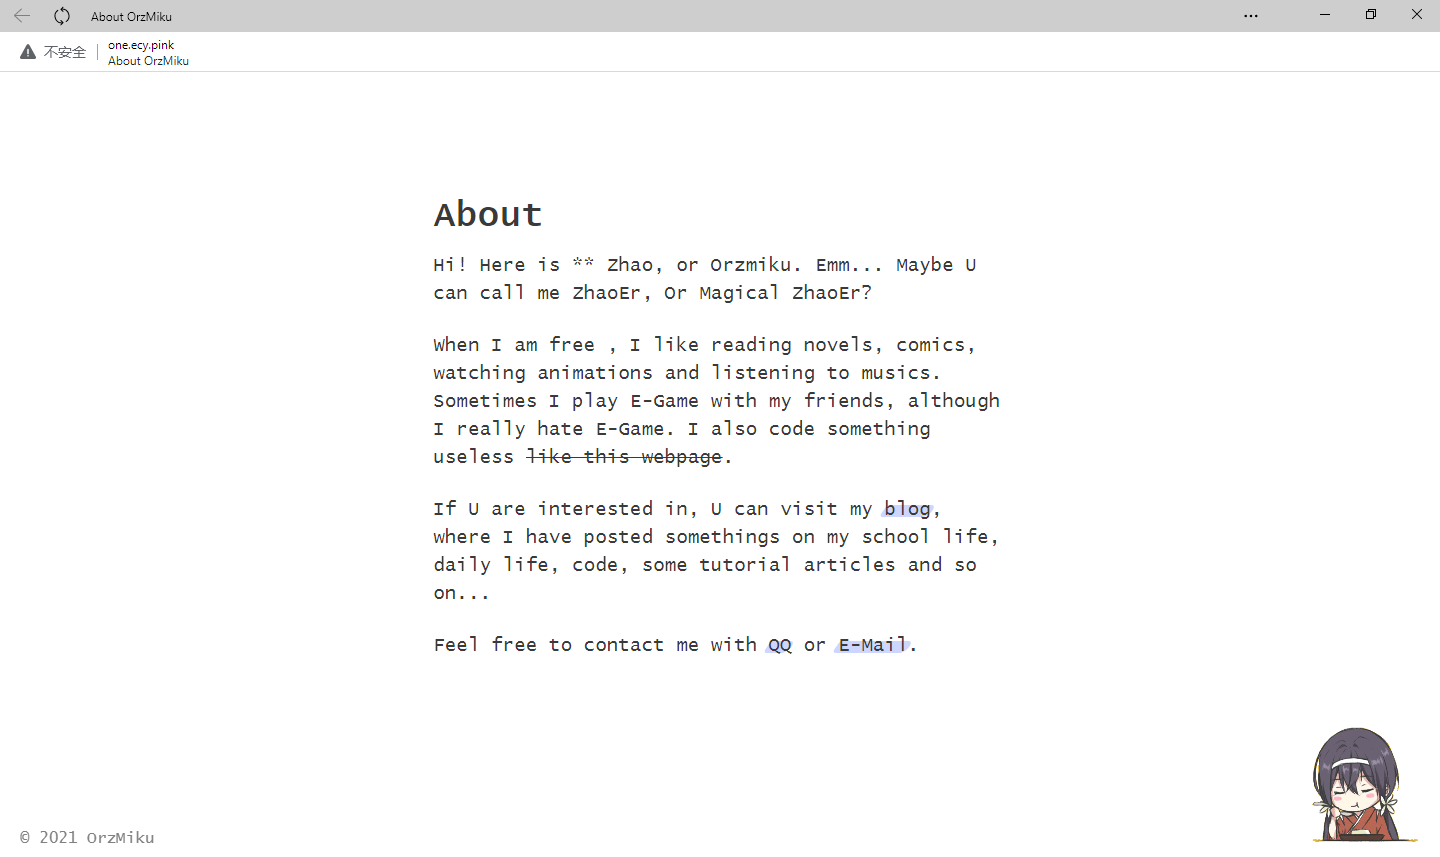 About OrzMiku
不安全
one.ecy.pink
About OrzMiku
About
Hi! Here is ** Zhao, or Orzmiku. Emm... Maybe U
can call me ZhaoEr, Or Magical ZhaoEr?
When I am free , I like reading novels, comics,
watching animations and listening to musics.
Sometimes I play E-Game with my friends, although
I really hate E-Game. I also code something
useless like this webpage.
If U are interested in, U can visit my blog,
where I have posted somethings on my school life,
daily life, code, some tutorial articles and so
on...
Feel free to contact me with QQ or E-Mail.
© 2021 OrzMiku